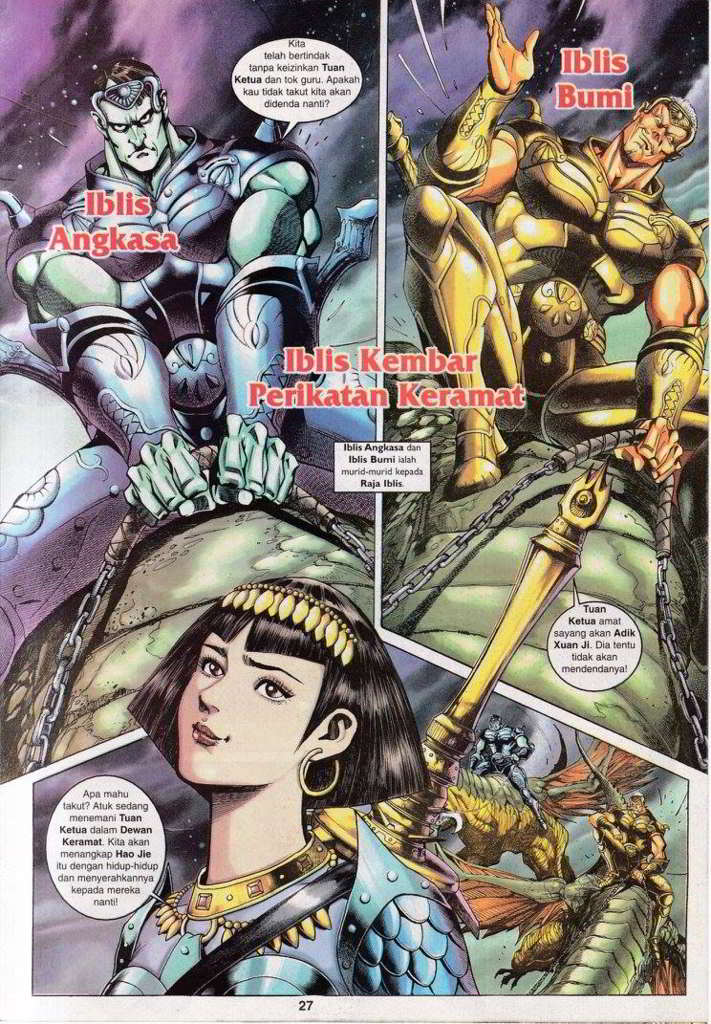 Kita
telah bertindak
tanpa keizinkan Tuan
Ketua dan tok guru. Apakah
kau tidak takut kita akan
didenda nanti?
Iblis
Angkasa
Iblis
Bumi
Iblis Kembar
Perikatan Keramat
Iblis Angkasa dan
Iblis Bumi ialah
murid-murid kepada
Raja Iblis.
Tuan
Ketua amat
sayang akan Adik
Xuan Ji. Dia tentu
tidak akan
mendendanya!
Apa mahu
takut? Atuk sedang
menemani Tuan
Ketua dalam Dewan
Keramat. Kita akan
menangkap Hao Jie
itu dengan hidup-hidup
dan menyerahkannya
kepada mereka
nanti!
27